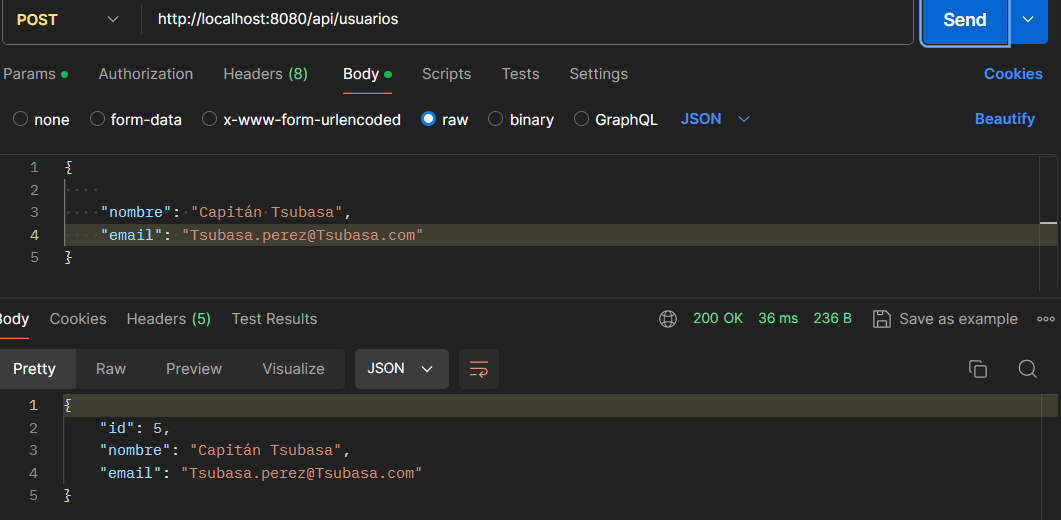 POST http://localhost:8080/api/usuarios Send
Params Authorization Headers (8) Body Scripts Tests Settings Cookies
none form-data x-www-form-urlencoded raw binary GraphQL JSON Beautify
1 {
2
3 "nombre": "Capitán Tsubasa",
4 "email": "Tsubasa.perez@Tsubasa.com"
5 }
Body Cookies Headers (5) Test Results 200 OK 36 ms 236 B Save as example
Pretty Raw Preview Visualize JSON
1 {
2 "id": 5,
3 "nombre": "Capitán Tsubasa",
4 "email": "Tsubasa.perez@Tsubasa.com"
5 }